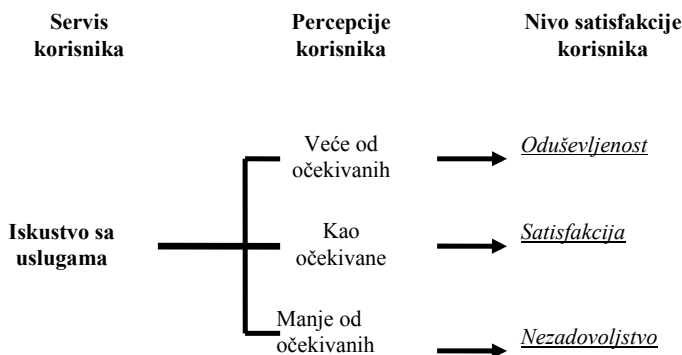 Servis
korisnika
Percepcije
korisnika
Nivo satisfakcije
korisnika
Veće od
očekivanih
Oduševljenost
Iskustvo sa
uslugama
Kao
očekivane
Satisfakcija
Manje od
očekivanih
Nezadovoljstvo